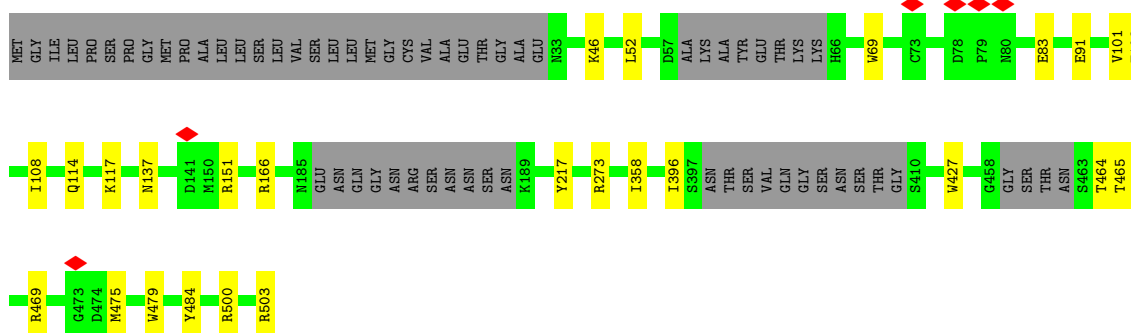 MET GLY ILE LEU PRO SER PRO GLY MET PRO ALA LEU LEU SER LEU VAL SER LEU LEU MET GLY CYS VAL ALA GLU THR GLY ALA GLU N33 K46 L52 D57 ALA LYS ALA TYR GLU THR LYS LYS H66 W69 C73 D78 P79 N80 E83 E91 V101
I108 Q114 K117 N137 D141 M150 R151 R166 N185 GLU ASN GLN GLY ASN ARG SER ASN ASN SER ASN K189 Y217 R273 I358 I396 S397 ASN THR SER VAL GLN GLY SER ASN SER THR GLY S410 W427 G458 GLY SER THR ASN S463 T464 T465
R469 G473 D474 M475 W479 Y484 R500 R503